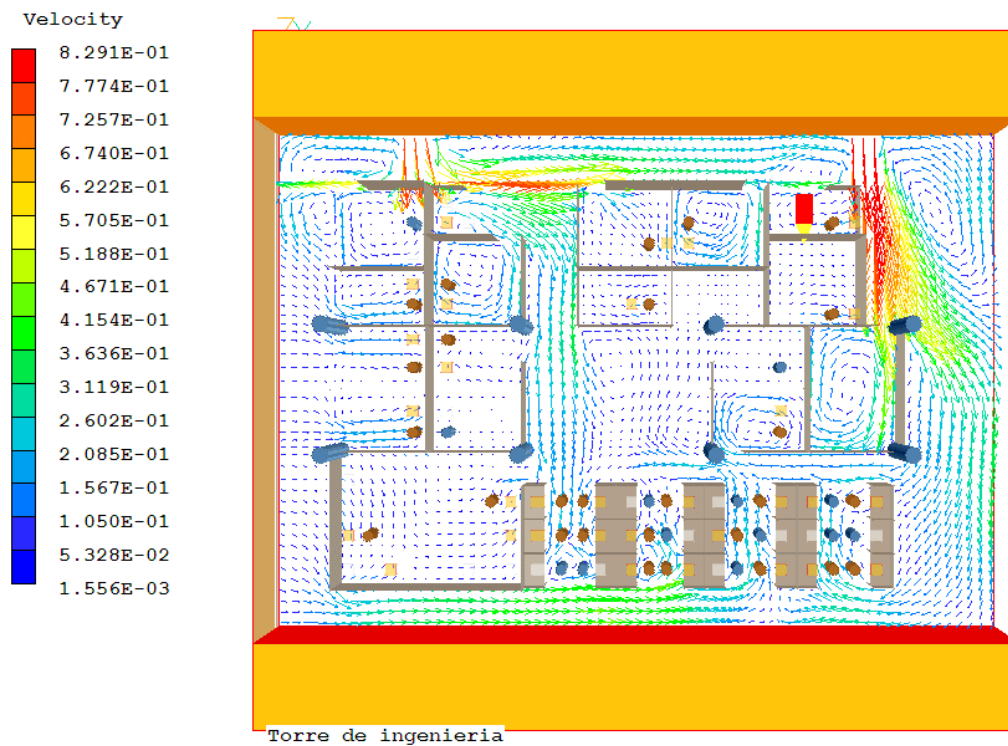 Velocity
8.291E-01
7.774E-01
7.257E-01
6.740E-01
6.222E-01
5.705E-01
5.188E-01
4.671E-01
4.154E-01
3.636E-01
3.119E-01
2.602E-01
2.085E-01
1.567E-01
1.050E-01
5.328E-02
1.556E-03
Torre de ingenieria